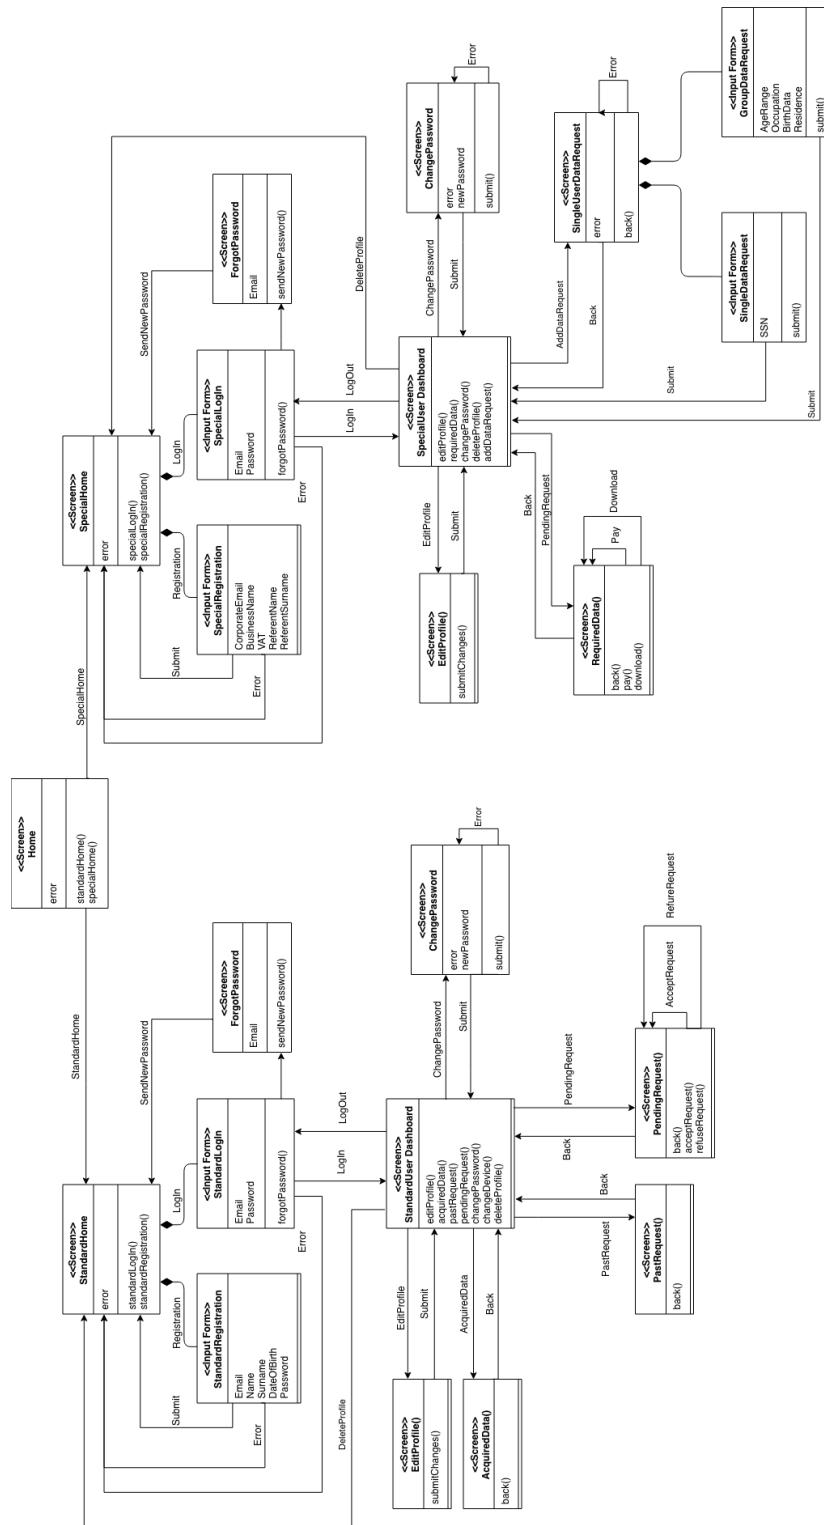 <<Screen>>
Home
error
standardHome()
specialHome()
StandardHome
SpecialHome
<<Screen>>
StandardHome
error
standardLogIn()
standardRegistration()
Registration
LogIn
<<Input Form>>
StandardRegistration
Email
Name
Surname
DateOfBirth
Password
Submit
Error
<<Input Form>>
StandardLogIn
Email
Password
forgotPassword()
Error
<<Screen>>
ForgotPassword
Email
sendNewPassword()
SendNewPassword
DeleteProfile
LogIn
LogOut
<<Screen>>
StandardUser Dashboard
editProfile()
acquiredData()
pastRequest()
pendingRequest()
changePassword()
changeDevice()
deleteProfile()
EditProfile
Submit
<<Screen>>
EditProfile()
submitChanges()
AcquiredData
Back
<<Screen>>
AcquiredData()
back()
ChangePassword
Submit
<<Screen>>
ChangePassword
error
newPassword
submit()
Error
PastRequest
Back
<<Screen>>
PastRequest()
back()
Back
PendingRequest
<<Screen>>
PendingRequest()
back()
acceptRequest()
refuseRequest()
AcceptRequest
RefureRequest
<<Screen>>
SpecialHome
error
specialLogIn()
specialRegistration()
Registration
LogIn
<<Input Form>>
SpecialRegistration
CorporateEmail
BusinessName
VAT
ReferentName
ReferentSurname
Submit
Error
<<Input Form>>
SpecialLogIn
Email
Password
forgotPassword()
Error
<<Screen>>
ForgotPassword
Email
sendNewPassword()
SendNewPassword
DeleteProfile
LogIn
LogOut
<<Screen>>
SpecialUser Dashboard
editProfile()
requiredData()
changePassword()
deleteProfile()
addDataRequest()
EditProfile
Submit
<<Screen>>
EditProfile()
submitChanges()
ChangePassword
Submit
<<Screen>>
ChangePassword
error
newPassword
submit()
Error
Back
PendingRequest
<<Screen>>
RequiredData()
back()
pay()
download()
Pay
Download
AddDataRequest
Back
<<Screen>>
SingleUserDataRequest
error
back()
Error
<<Input Form>>
SingleDataRequest
SSN
submit()
Submit
<<Input Form>>
GroupDataRequest
AgeRange
Occupation
BirthData
Residence
submit()
Submit